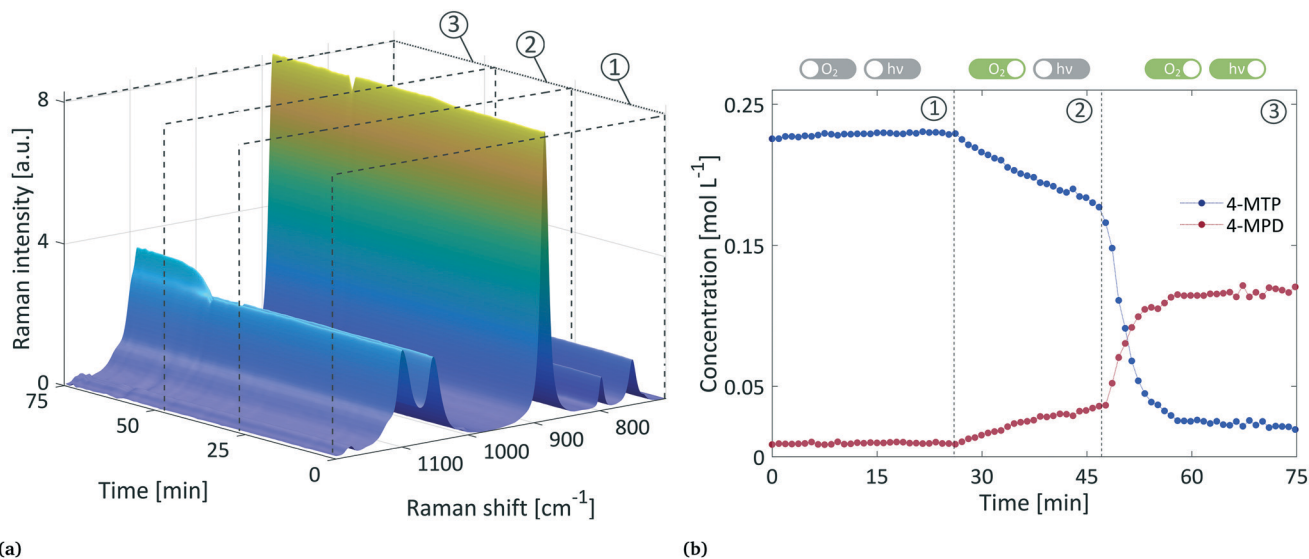 ③
②
①
8
4
0
Raman intensity [a.u.]
75
50
25
0
Time [min]
1100
1000
900
800
Raman shift [cm⁻¹]
(a)
O₂ hν
O₂ hν
O₂ hν
0.25
0.15
0.05
0
Concentration [mol L⁻¹]
①
②
③
4-MTP
4-MPD
0
15
30
45
60
75
Time [min]
(b)